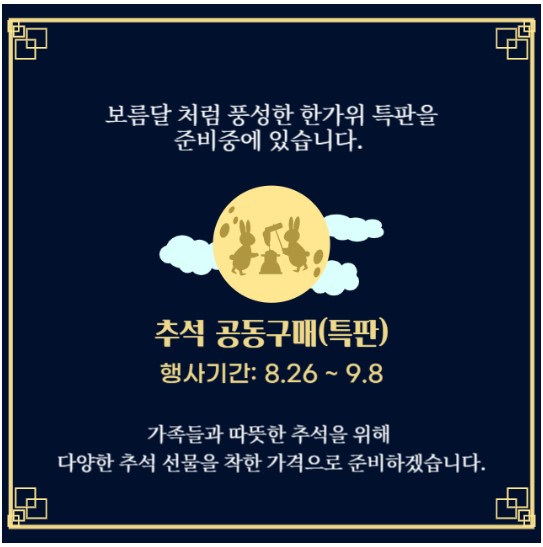 보름달 처럼 풍성한 한가위 특판을
준비중에 있습니다.
추석 공동구매(특판)
행사기간: 8.26 ~ 9.8
가족들과 따뜻한 추석을 위해
다양한 추석 선물을 착한 가격으로 준비하겠습니다.